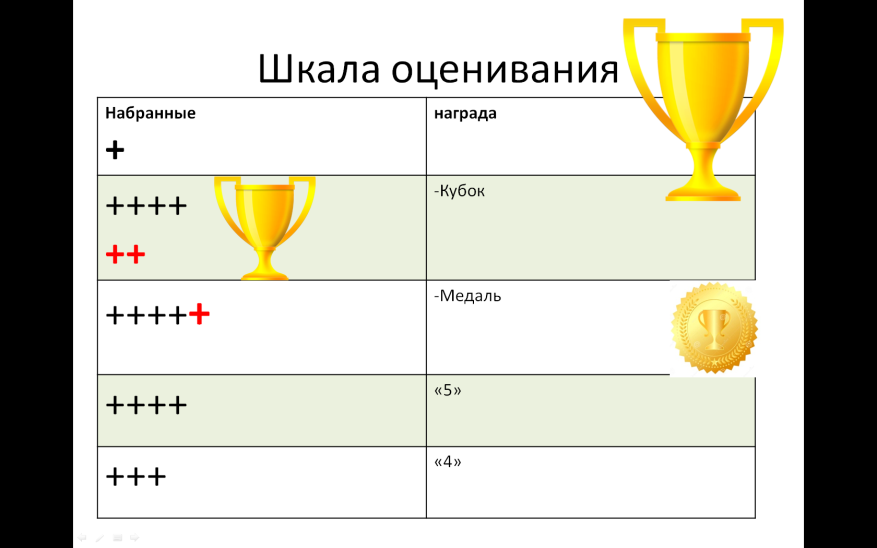 Шкала оценивания
Набранные
+
награда
++++
++
-Кубок
+++++
-Медаль
++++
«5»
+++
«4»